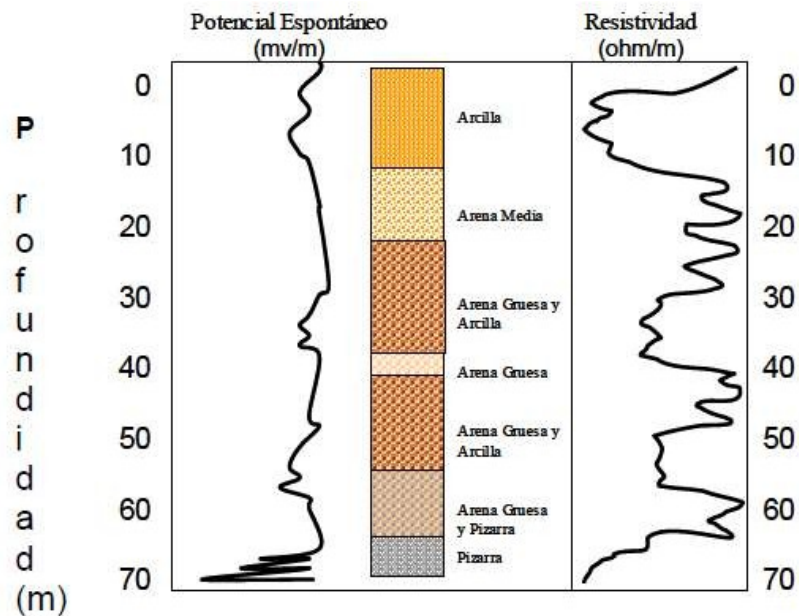 Potencial Espontáneo
(mv/m)
Resistividad
(ohm/m)
Profundidad
(m)
0
10
20
30
40
50
60
70
Arcilla
Arena Media
Arena Gruesa y
Arcilla
Arena Gruesa
Arena Gruesa y
Arcilla
Arena Gruesa
y Pizarra
Pizarra
0
10
20
30
40
50
60
70